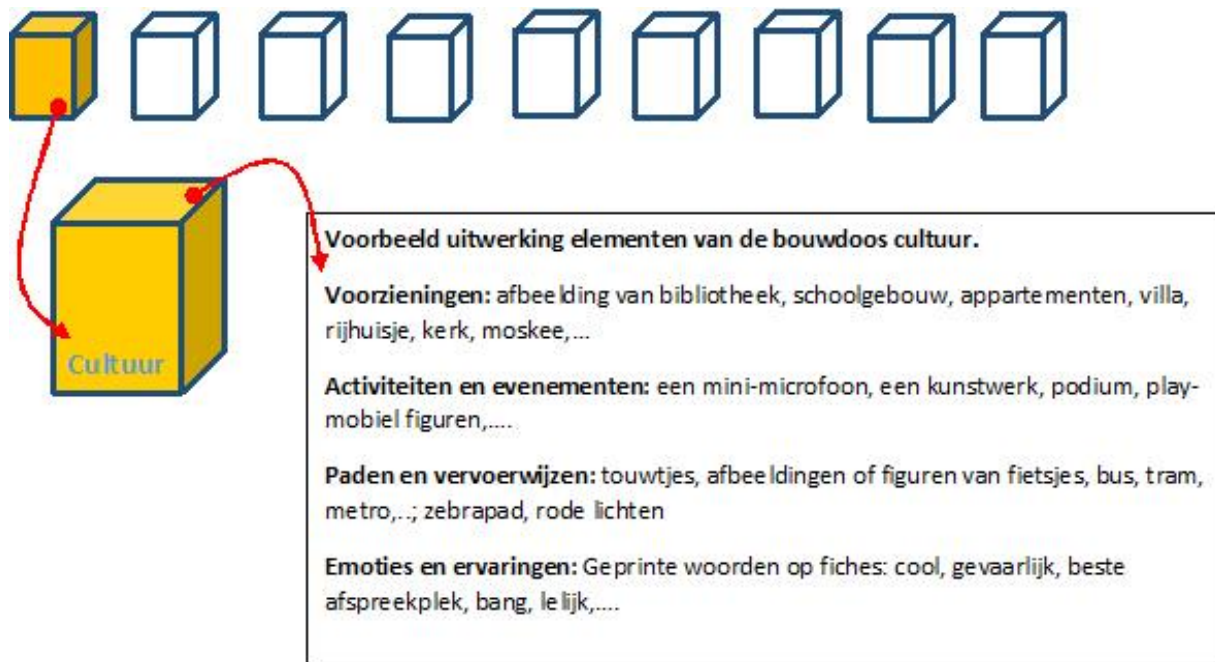 Cultuur
Voorbeeld uitwerking elementen van de bouwdoos cultuur.
Voorzieningen: afbeelding van bibliotheek, schoolgebouw, appartementen, villa,
rijhuisje, kerk, moskee,...
Activiteiten en evenementen: een mini-microfoon, een kunstwerk, podium, play-
mobiel figuren,....
Paden en vervoerwijzen: touwtjes, afbeeldingen of figuren van fietsjes, bus, tram,
metro,..; zebrapad, rode lichten
Emoties en ervaringen: Geprinte woorden op fiches: cool, gevaarlijk, beste
afspreekplek, bang, lelijk,....